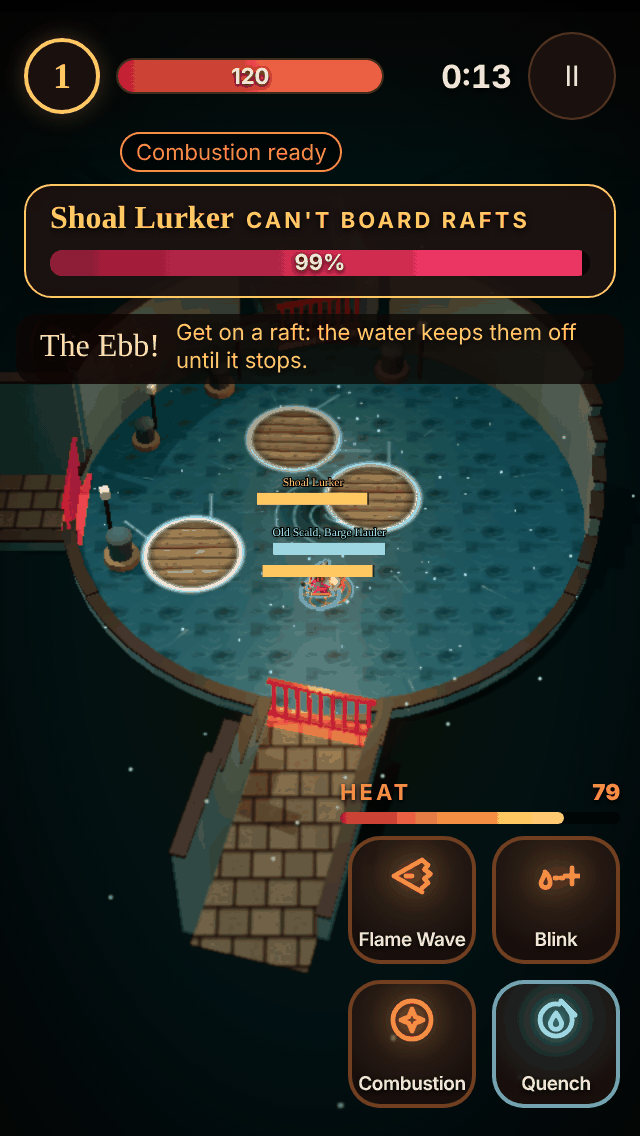 1
120
0:13
Combustion ready
Shoal Lurker CAN'T BOARD RAFTS
99%
The Ebb! Get on a raft: the water keeps them off
until it stops.
Shoal Lurker
Old Scald, Barge Hauler
HEAT 79
Flame Wave
Blink
Combustion
Quench